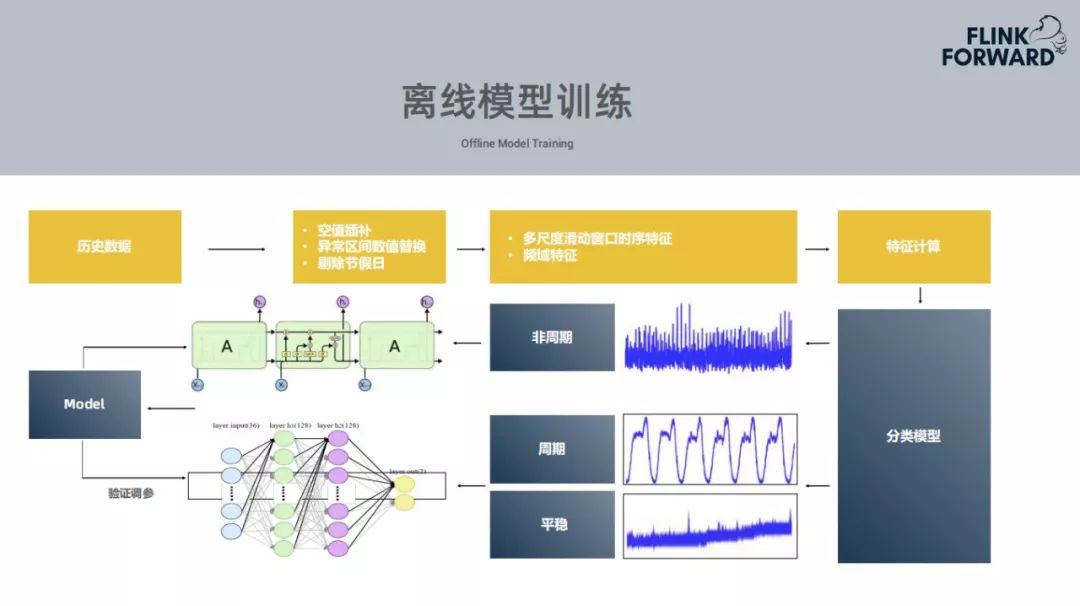 FLINK
FORWARD
离线模型训练
Offline Model Training
历史数据
• 空值插补
• 异常区间数值替换
• 剔除节假日
• 多尺度滑动窗口时序特征
• 频域特征
特征计算
A
A
非周期
Model
layer input(36) layer h1(128) layer h2(128)
layer out(2)
周期
分类模型
验证调参
平稳